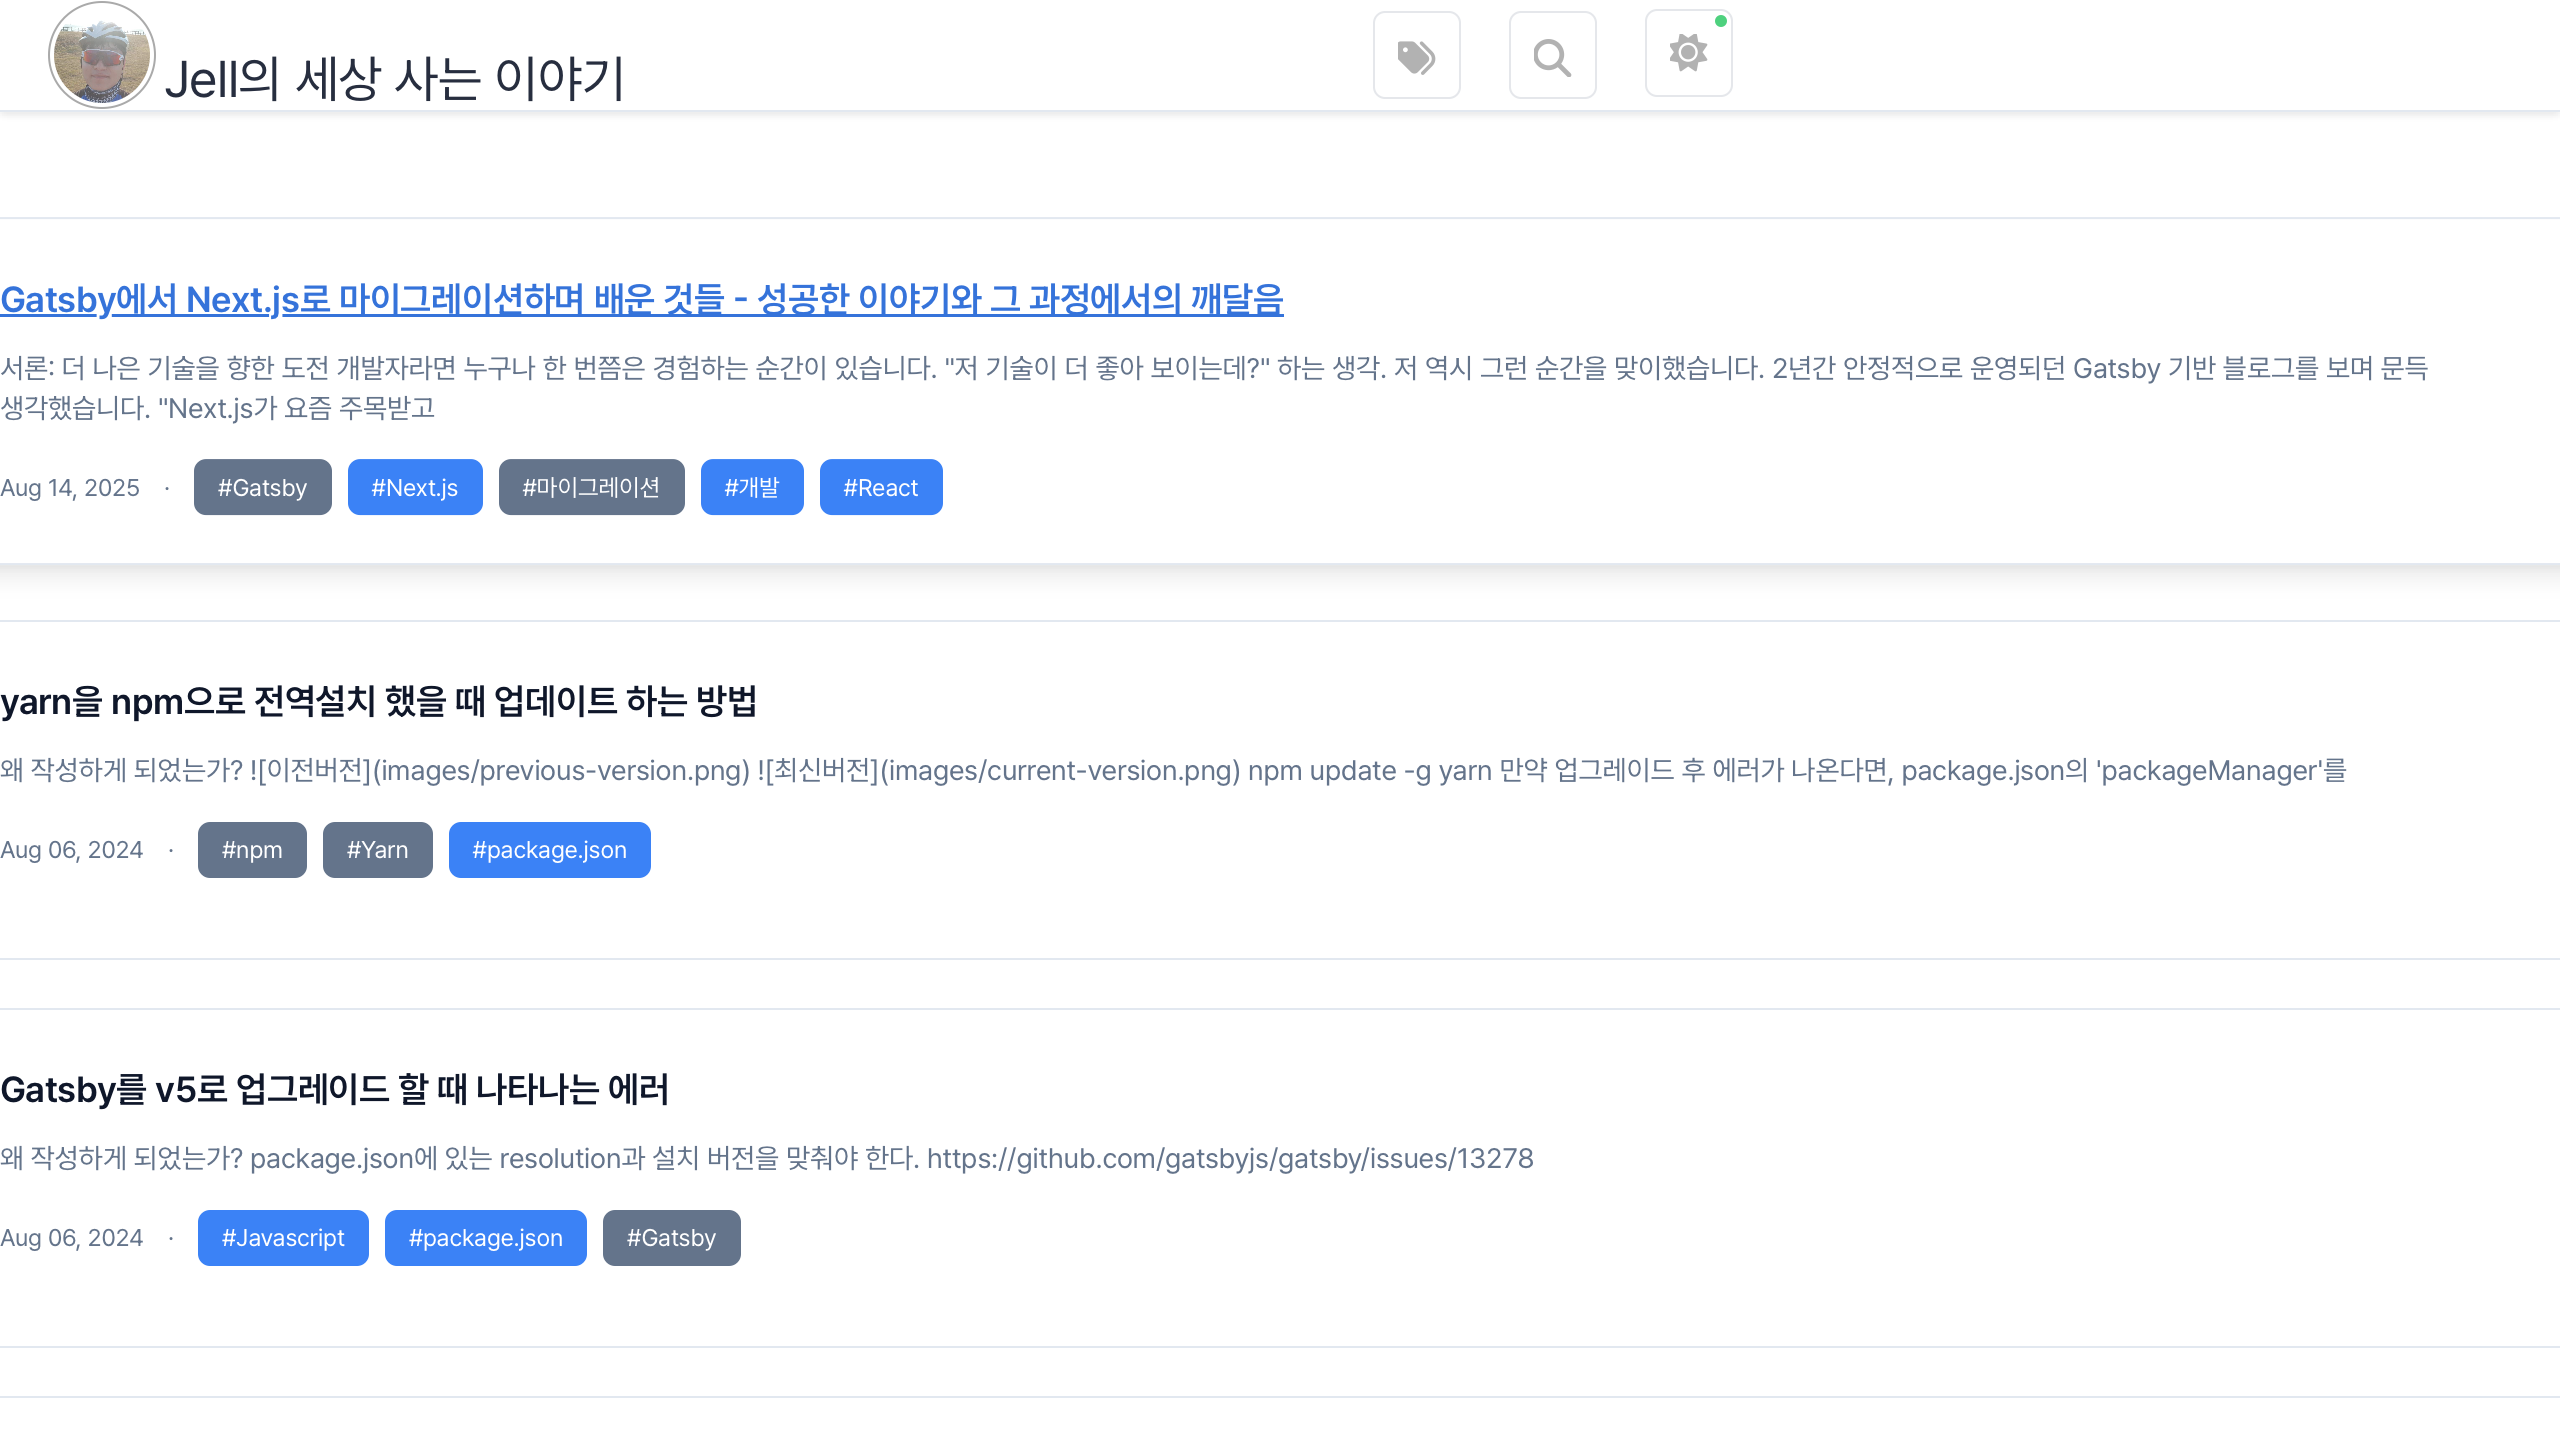 Jell의 세상 사는 이야기
Gatsby에서 Next.js로 마이그레이션하며 배운 것들 - 성공한 이야기와 그 과정에서의 깨달음
서론: 더 나은 기술을 향한 도전 개발자라면 누구나 한 번쯤은 경험하는 순간이 있습니다. "저 기술이 더 좋아 보이는데?" 하는 생각. 저 역시 그런 순간을 맞이했습니다. 2년간 안정적으로 운영되던 Gatsby 기반 블로그를 보며 문득
생각했습니다. "Next.js가 요즘 주목받고
Aug 14, 2025 · #Gatsby #Next.js #마이그레이션 #개발 #React
yarn을 npm으로 전역설치 했을 때 업데이트 하는 방법
왜 작성하게 되었는가? ![이전버전](images/previous-version.png) ![최신버전](images/current-version.png) npm update -g yarn 만약 업그레이드 후 에러가 나온다면, package.json의 'packageManager'를
Aug 06, 2024 · #npm #Yarn #package.json
Gatsby를 v5로 업그레이드 할 때 나타나는 에러
왜 작성하게 되었는가? package.json에 있는 resolution과 설치 버전을 맞춰야 한다. https://github.com/gatsbyjs/gatsby/issues/13278
Aug 06, 2024 · #Javascript #package.json #Gatsby